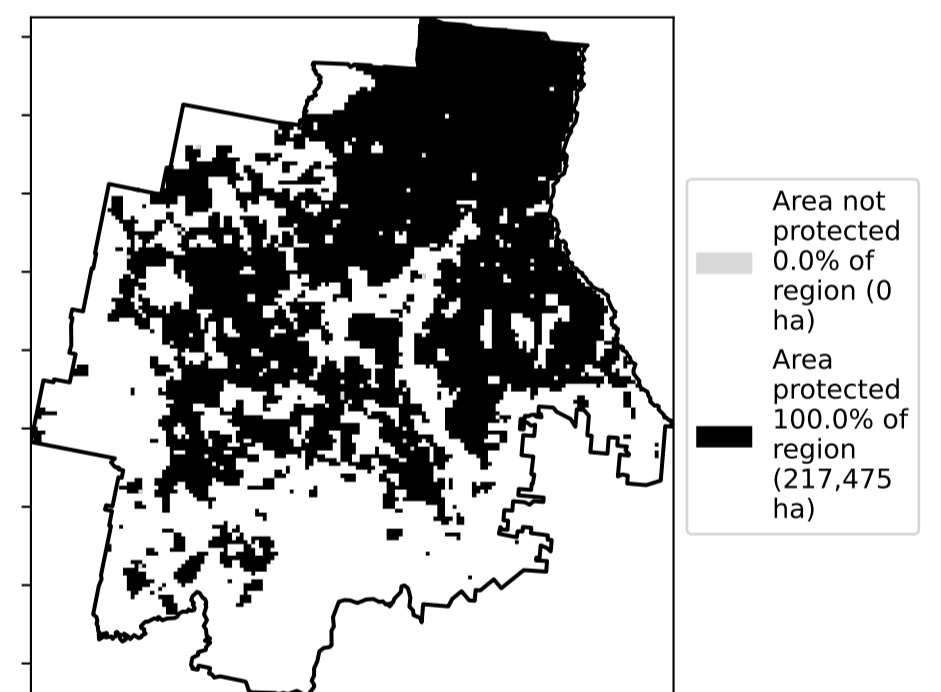 Area not
protected
0.0% of
region (0
ha)
Area
protected
100.0% of
region
(217,475
ha)